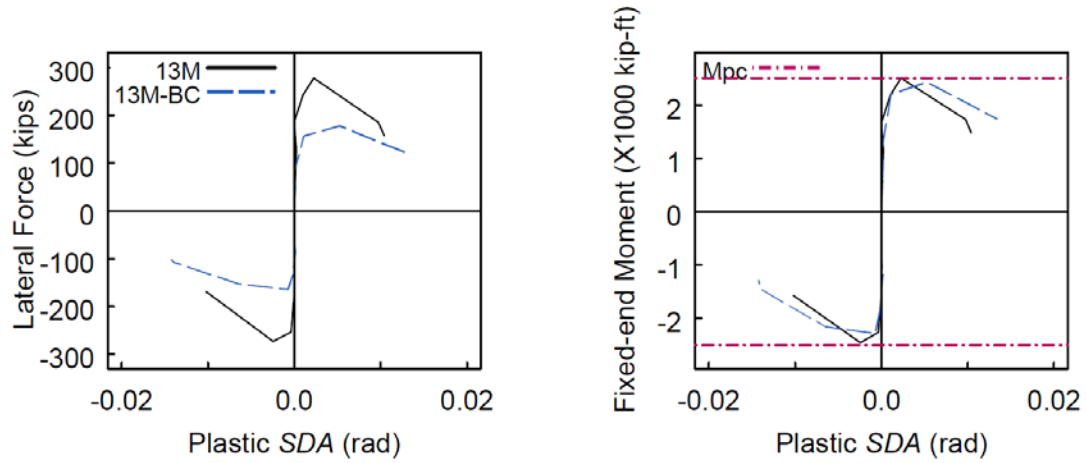 Lateral Force (kips)
300
200
100
0
-100
-200
-300
13M
13M-BC
-0.02
0.0
0.02
Plastic SDA (rad)
Fixed-end Moment (X1000 kip-ft)
2
1
0
-1
-2
Mpc
-0.02
0.0
0.02
Plastic SDA (rad)